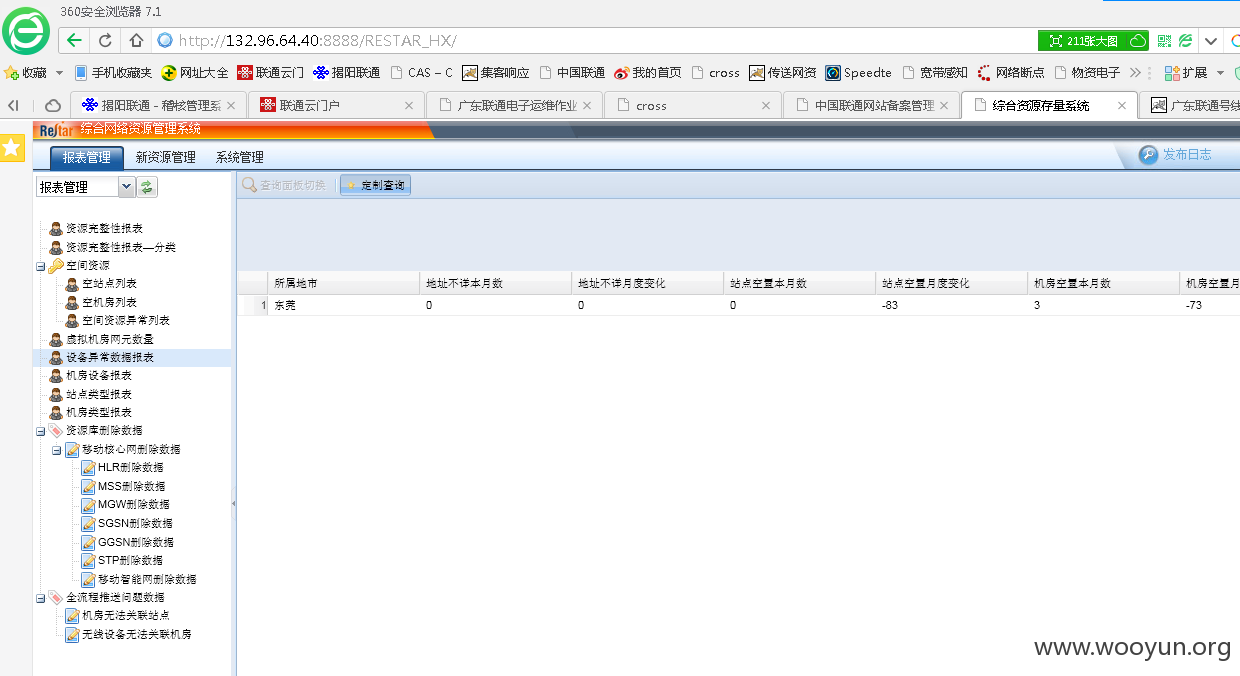 360安全浏览器 7.1
http://132.96.64.40:8888/RESTAR_HX/
211张大图
收藏 手机收藏夹 网址大全 联通云门 揭阳联通 CAS – C 集客响应 中国联通 我的首页 cross 传送网资 Speedte 宽带感知 网络断点 物资电子 扩展
揭阳联通 - 稽核管理系 联通云门户 广东联通电子运维作业 cross 中国联通网站备案管理 综合资源存量系统 广东联通号线
ReStar 综合网络资源管理系统
报表管理 新资源管理 系统管理 发布日志
报表管理 查询面板切换 定制查询
资源完整性报表
资源完整性报表—分类
空间资源
空站点列表
空机房列表
空间资源异常列表
虚拟机房网元数量
设备异常数据报表
机房设备报表
站点类型报表
机房类型报表
资源库删除数据
移动核心网删除数据
HLR删除数据
MSS删除数据
MGW删除数据
SGSN删除数据
GGSN删除数据
STP删除数据
移动智能网删除数据
全流程推送问题数据
机房无法关联站点
无线设备无法关联机房
所属地市 地址不详本月数 地址不详月度变化 站点空置本月数 站点空置月度变化 机房空置本月数 机房空置月
1 东莞 0 0 0 -83 3 -73
www.wooyun.org